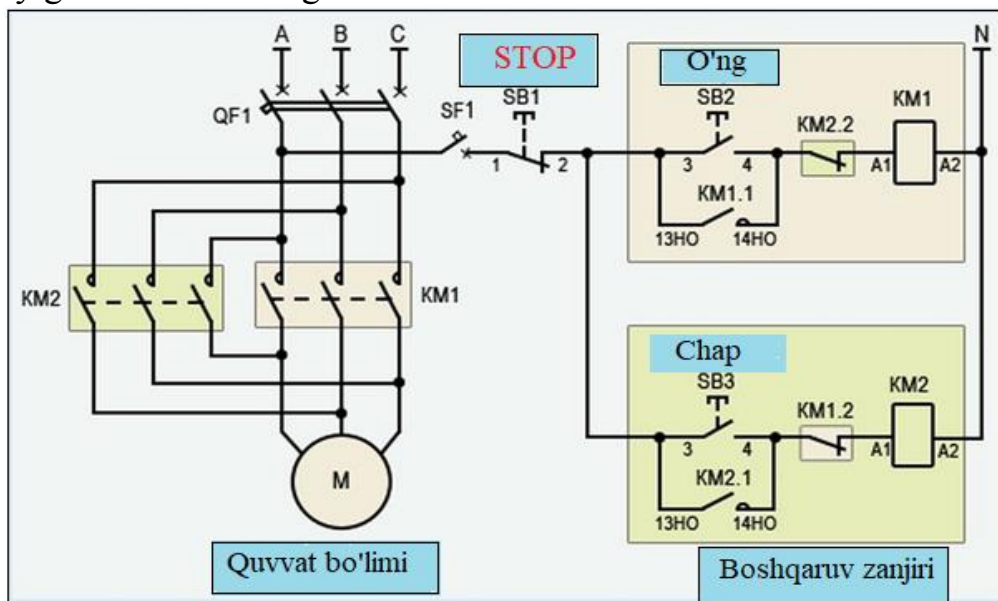 A B C
STOP
O'ng
N
QF1
SF1
SB1
SB2
KM2.2
KM1
1 2
3 4
A1 A2
KM1.1
13HO 14HO
KM2
KM1
Chap
SB3
KM1.2
KM2
3 4
A1 A2
KM2.1
13HO 14HO
M
Quvvat bo'limi
Boshqaruv zanjiri